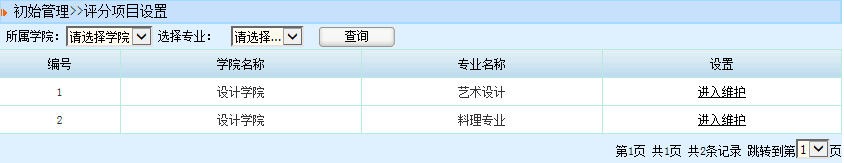 初始管理>>评分项目设置
所属学院： 请选择学院 选择专业： 请选择... 查询
编号 学院名称 专业名称 设置
1 设计学院 艺术设计 进入维护
2 设计学院 料理专业 进入维护
第1页 共1页 共2条记录 跳转到第 1 页